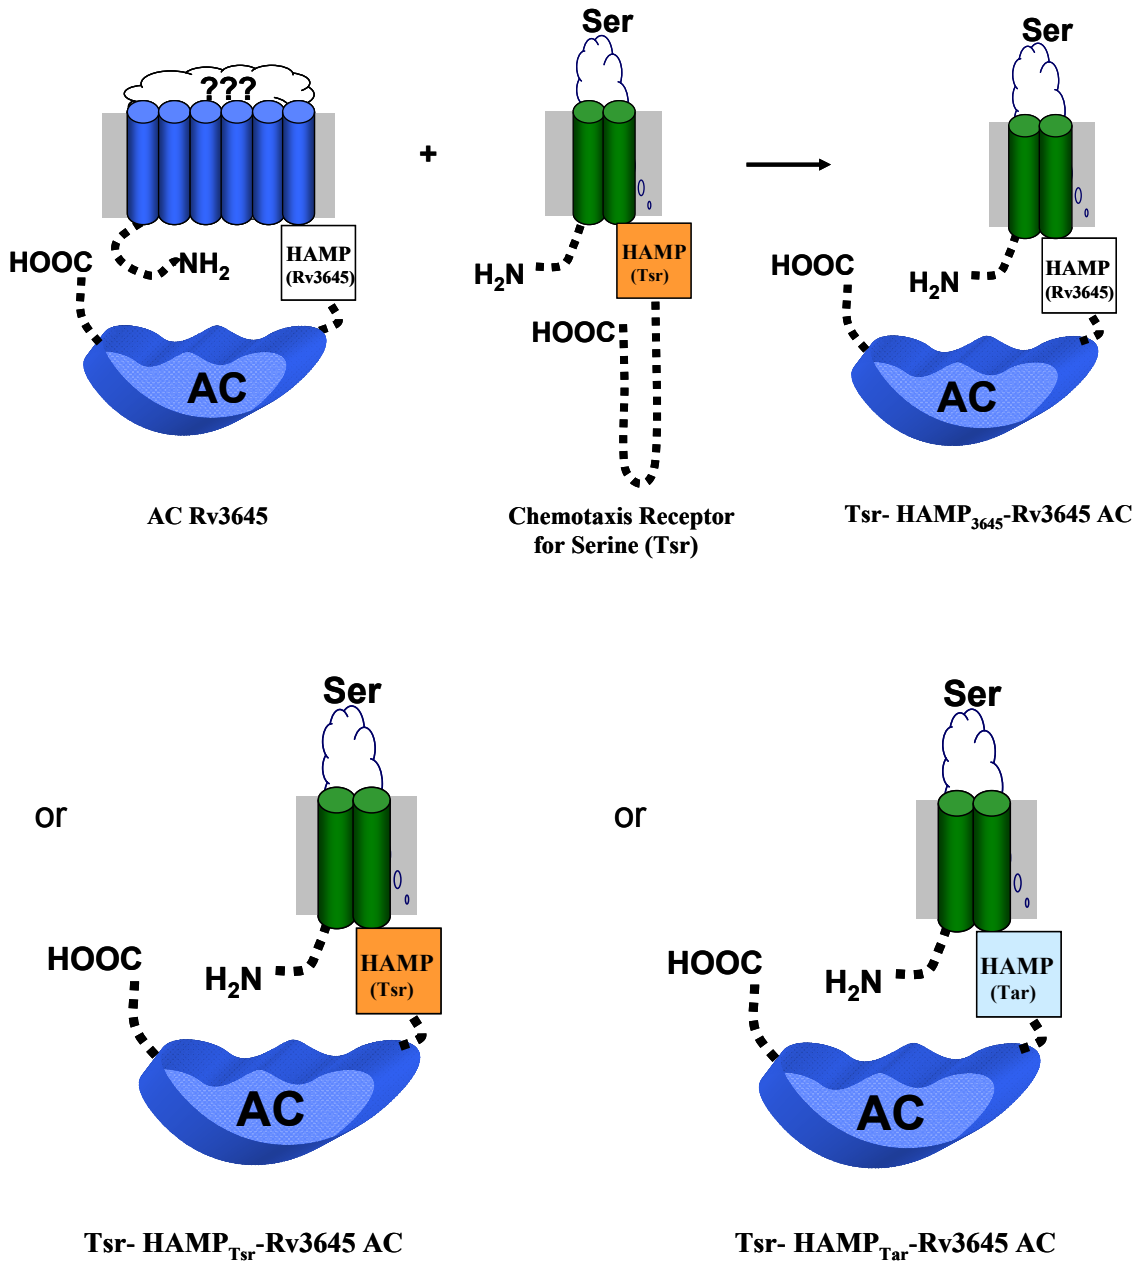 ???
HOOC
NH2
HAMP
(Rv3645)
AC
AC Rv3645
+
Ser
H2N
HAMP
(Tsr)
HOOC
Chemotaxis Receptor
for Serine (Tsr)
Ser
HOOC
H2N
HAMP
(Rv3645)
AC
Tsr- HAMP3645-Rv3645 AC
or
Ser
HOOC
H2N
HAMP
(Tsr)
AC
Tsr- HAMPTsr-Rv3645 AC
or
Ser
HOOC
H2N
HAMP
(Tar)
AC
Tsr- HAMPTar-Rv3645 AC